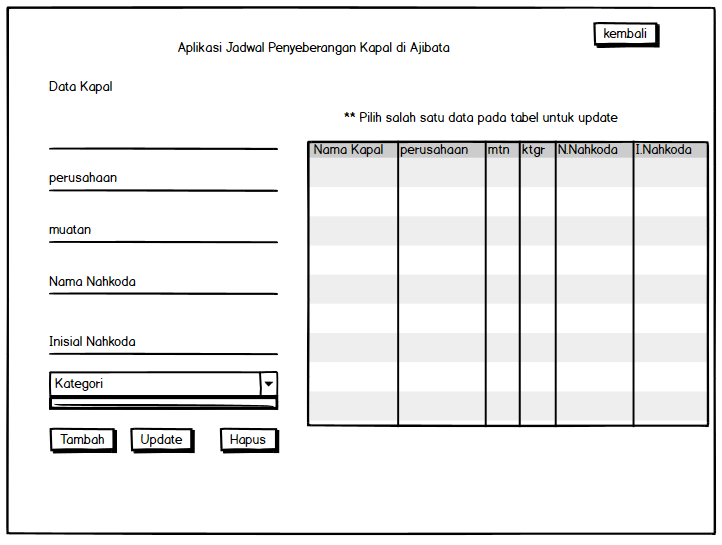 kembali
Aplikasi Jadwal Penyeberangan Kapal di Ajibata
Data Kapal
** Pilih salah satu data pada tabel untuk update
Nama Kapal perusahaan mtn ktgr N.Nahkoda I.Nahkoda
perusahaan
muatan
Nama Nahkoda
Inisial Nahkoda
Kategori
Tambah Update Hapus